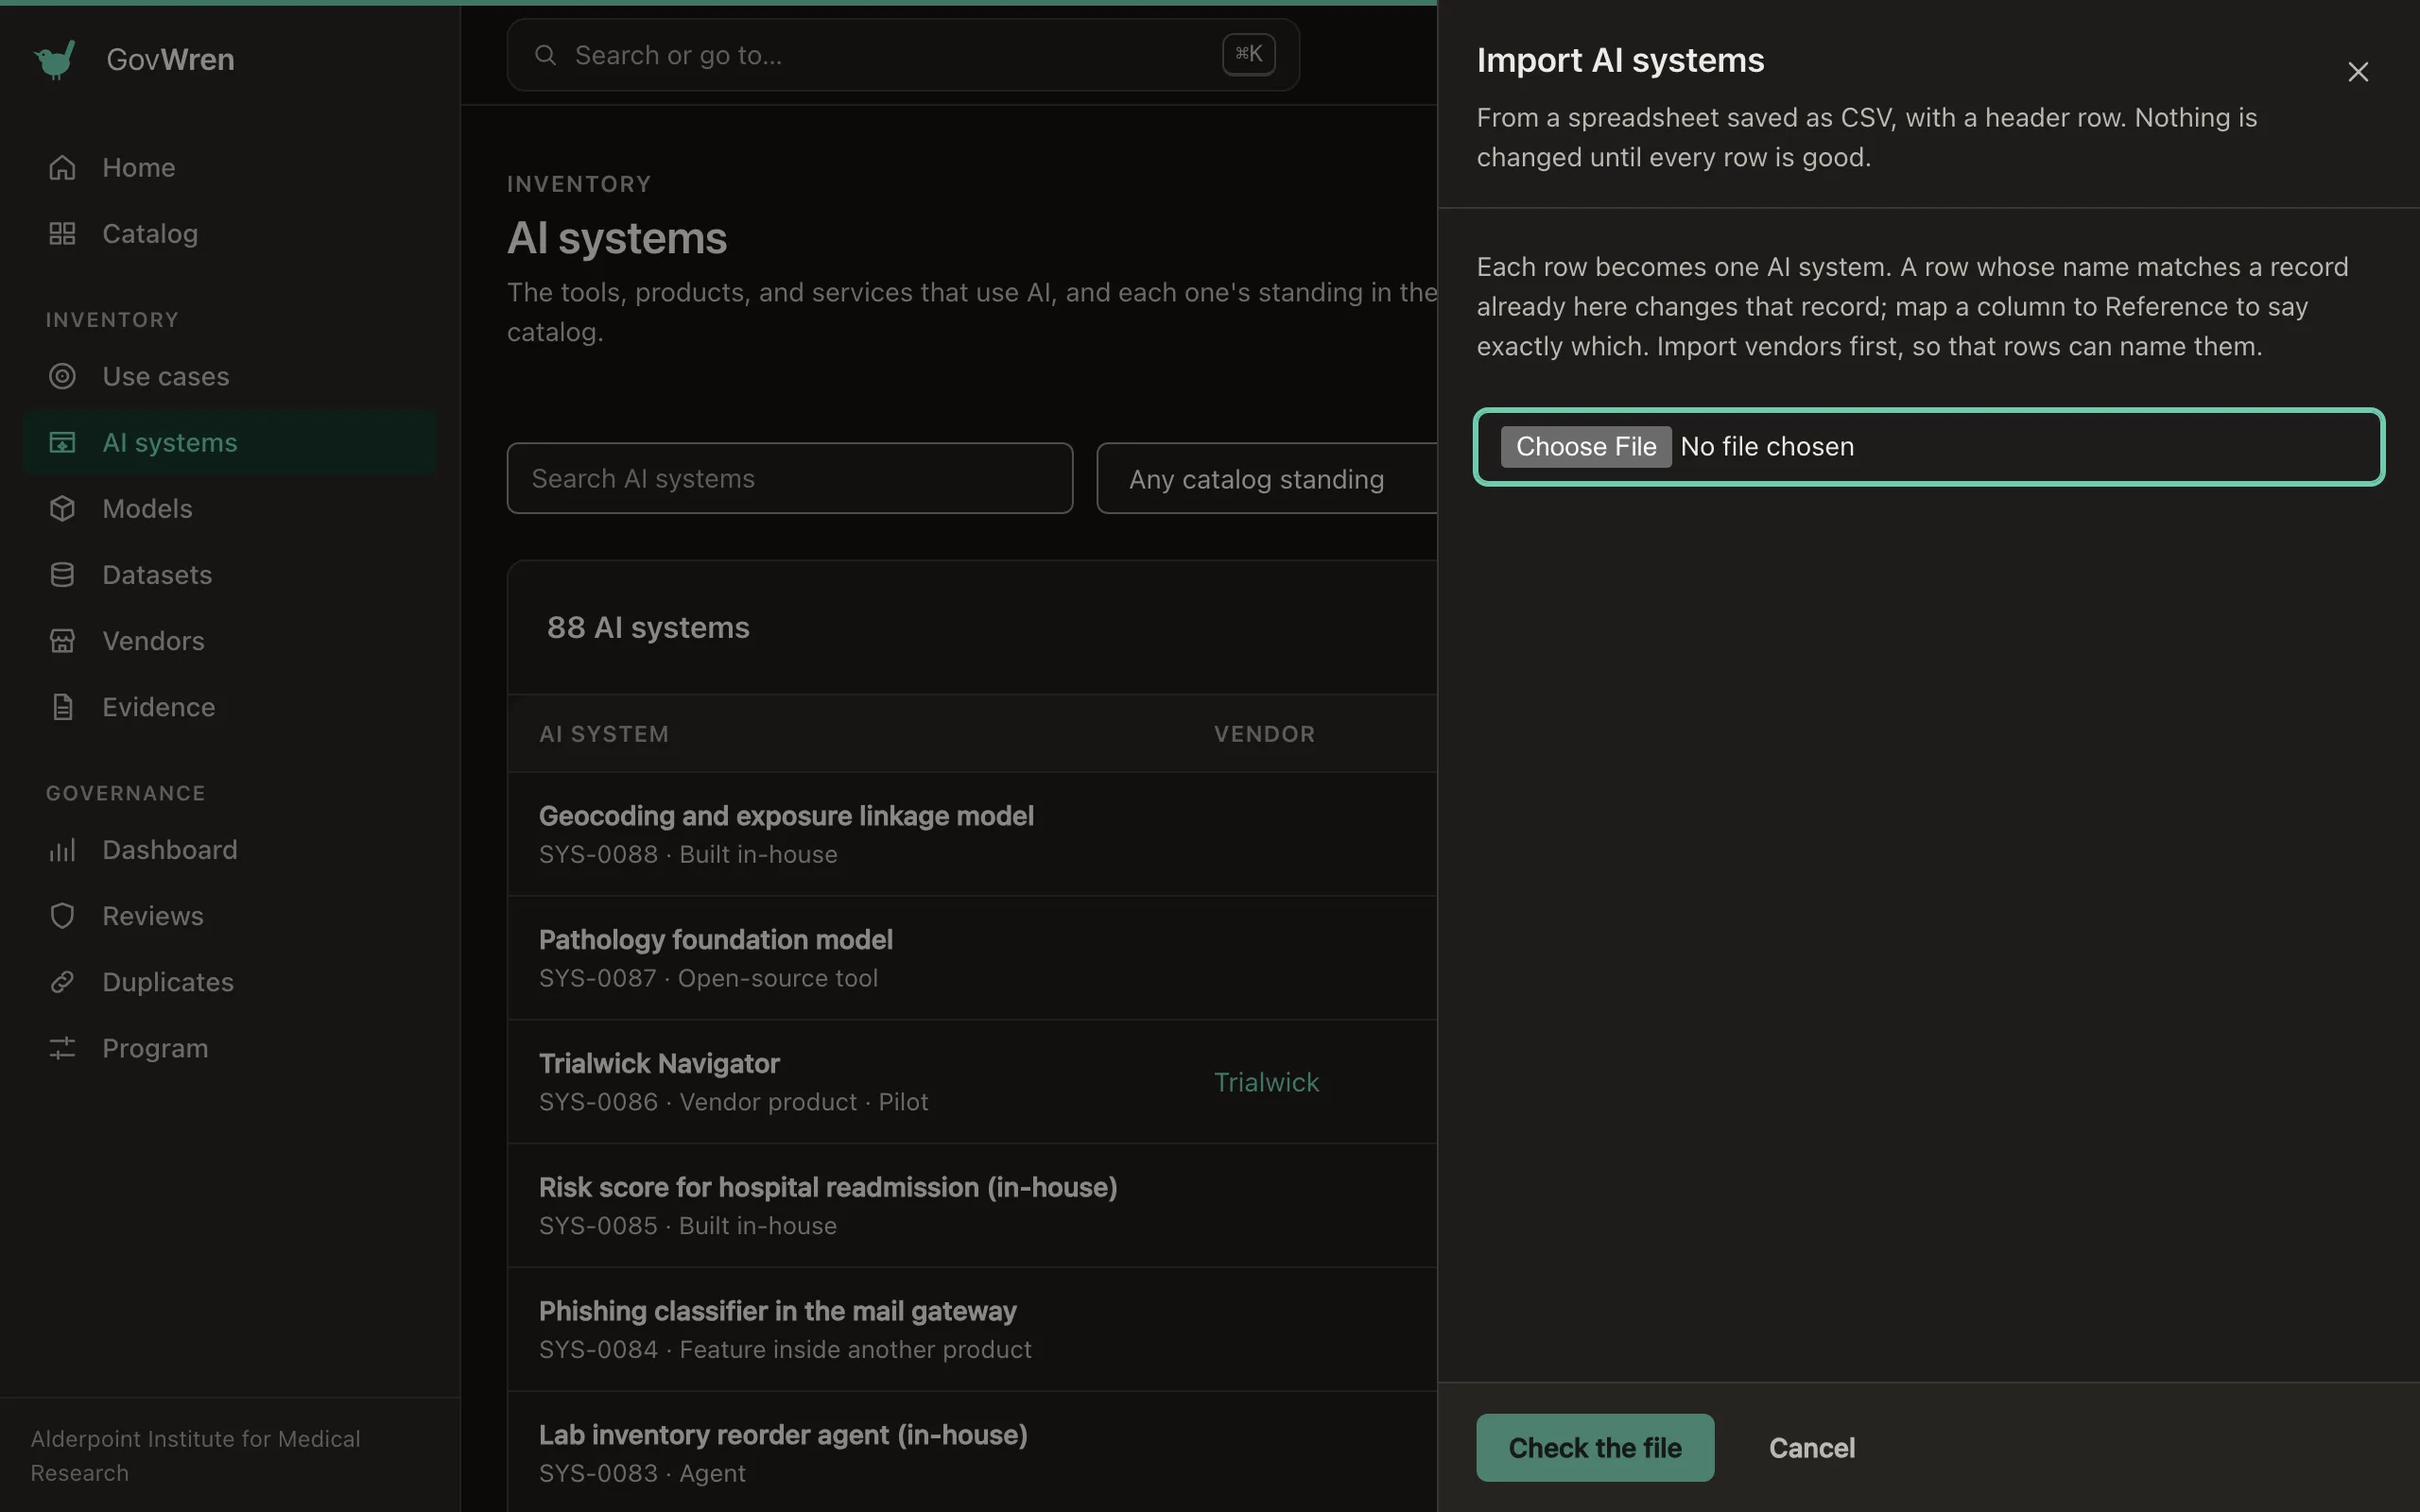 GovWren
Home
Catalog
INVENTORY
Use cases
AI systems
Models
Datasets
Vendors
Evidence
GOVERNANCE
Dashboard
Reviews
Duplicates
Program
Alderpoint Institute for Medical
Research
Search or go to...
⌘K
INVENTORY
AI systems
The tools, products, and services that use AI, and each one's standing in the
catalog.
Search AI systems
Any catalog standing
88 AI systems
AI SYSTEM VENDOR
Geocoding and exposure linkage model
SYS-0088 · Built in-house
Pathology foundation model
SYS-0087 · Open-source tool
Trialwick Navigator
SYS-0086 · Vendor product · Pilot
Trialwick
Risk score for hospital readmission (in-house)
SYS-0085 · Built in-house
Phishing classifier in the mail gateway
SYS-0084 · Feature inside another product
Lab inventory reorder agent (in-house)
SYS-0083 · Agent
Import AI systems
From a spreadsheet saved as CSV, with a header row. Nothing is
changed until every row is good.
Each row becomes one AI system. A row whose name matches a record
already here changes that record; map a column to Reference to say
exactly which. Import vendors first, so that rows can name them.
Choose File No file chosen
Check the file
Cancel